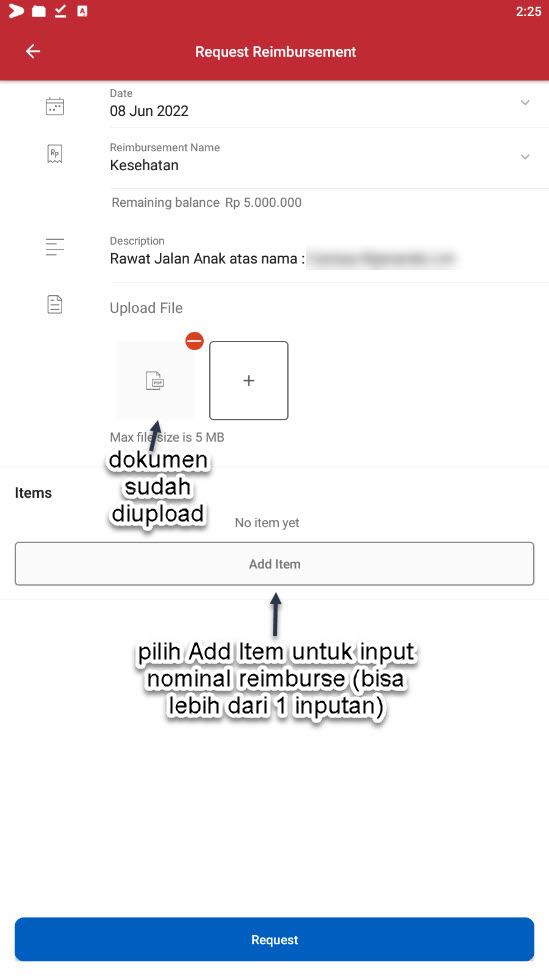 2:25
Request Reimbursement
Date
08 Jun 2022
Reimbursement Name
Kesehatan
Remaining balance Rp 5.000.000
Description
Rawat Jalan Anak atas nama :
Upload File
PDF
+
Max file size is 5 MB
dokumen
sudah
diupload
Items
No item yet
Add Item
pilih Add Item untuk input
nominal reimburse (bisa
lebih dari 1 inputan)
Request